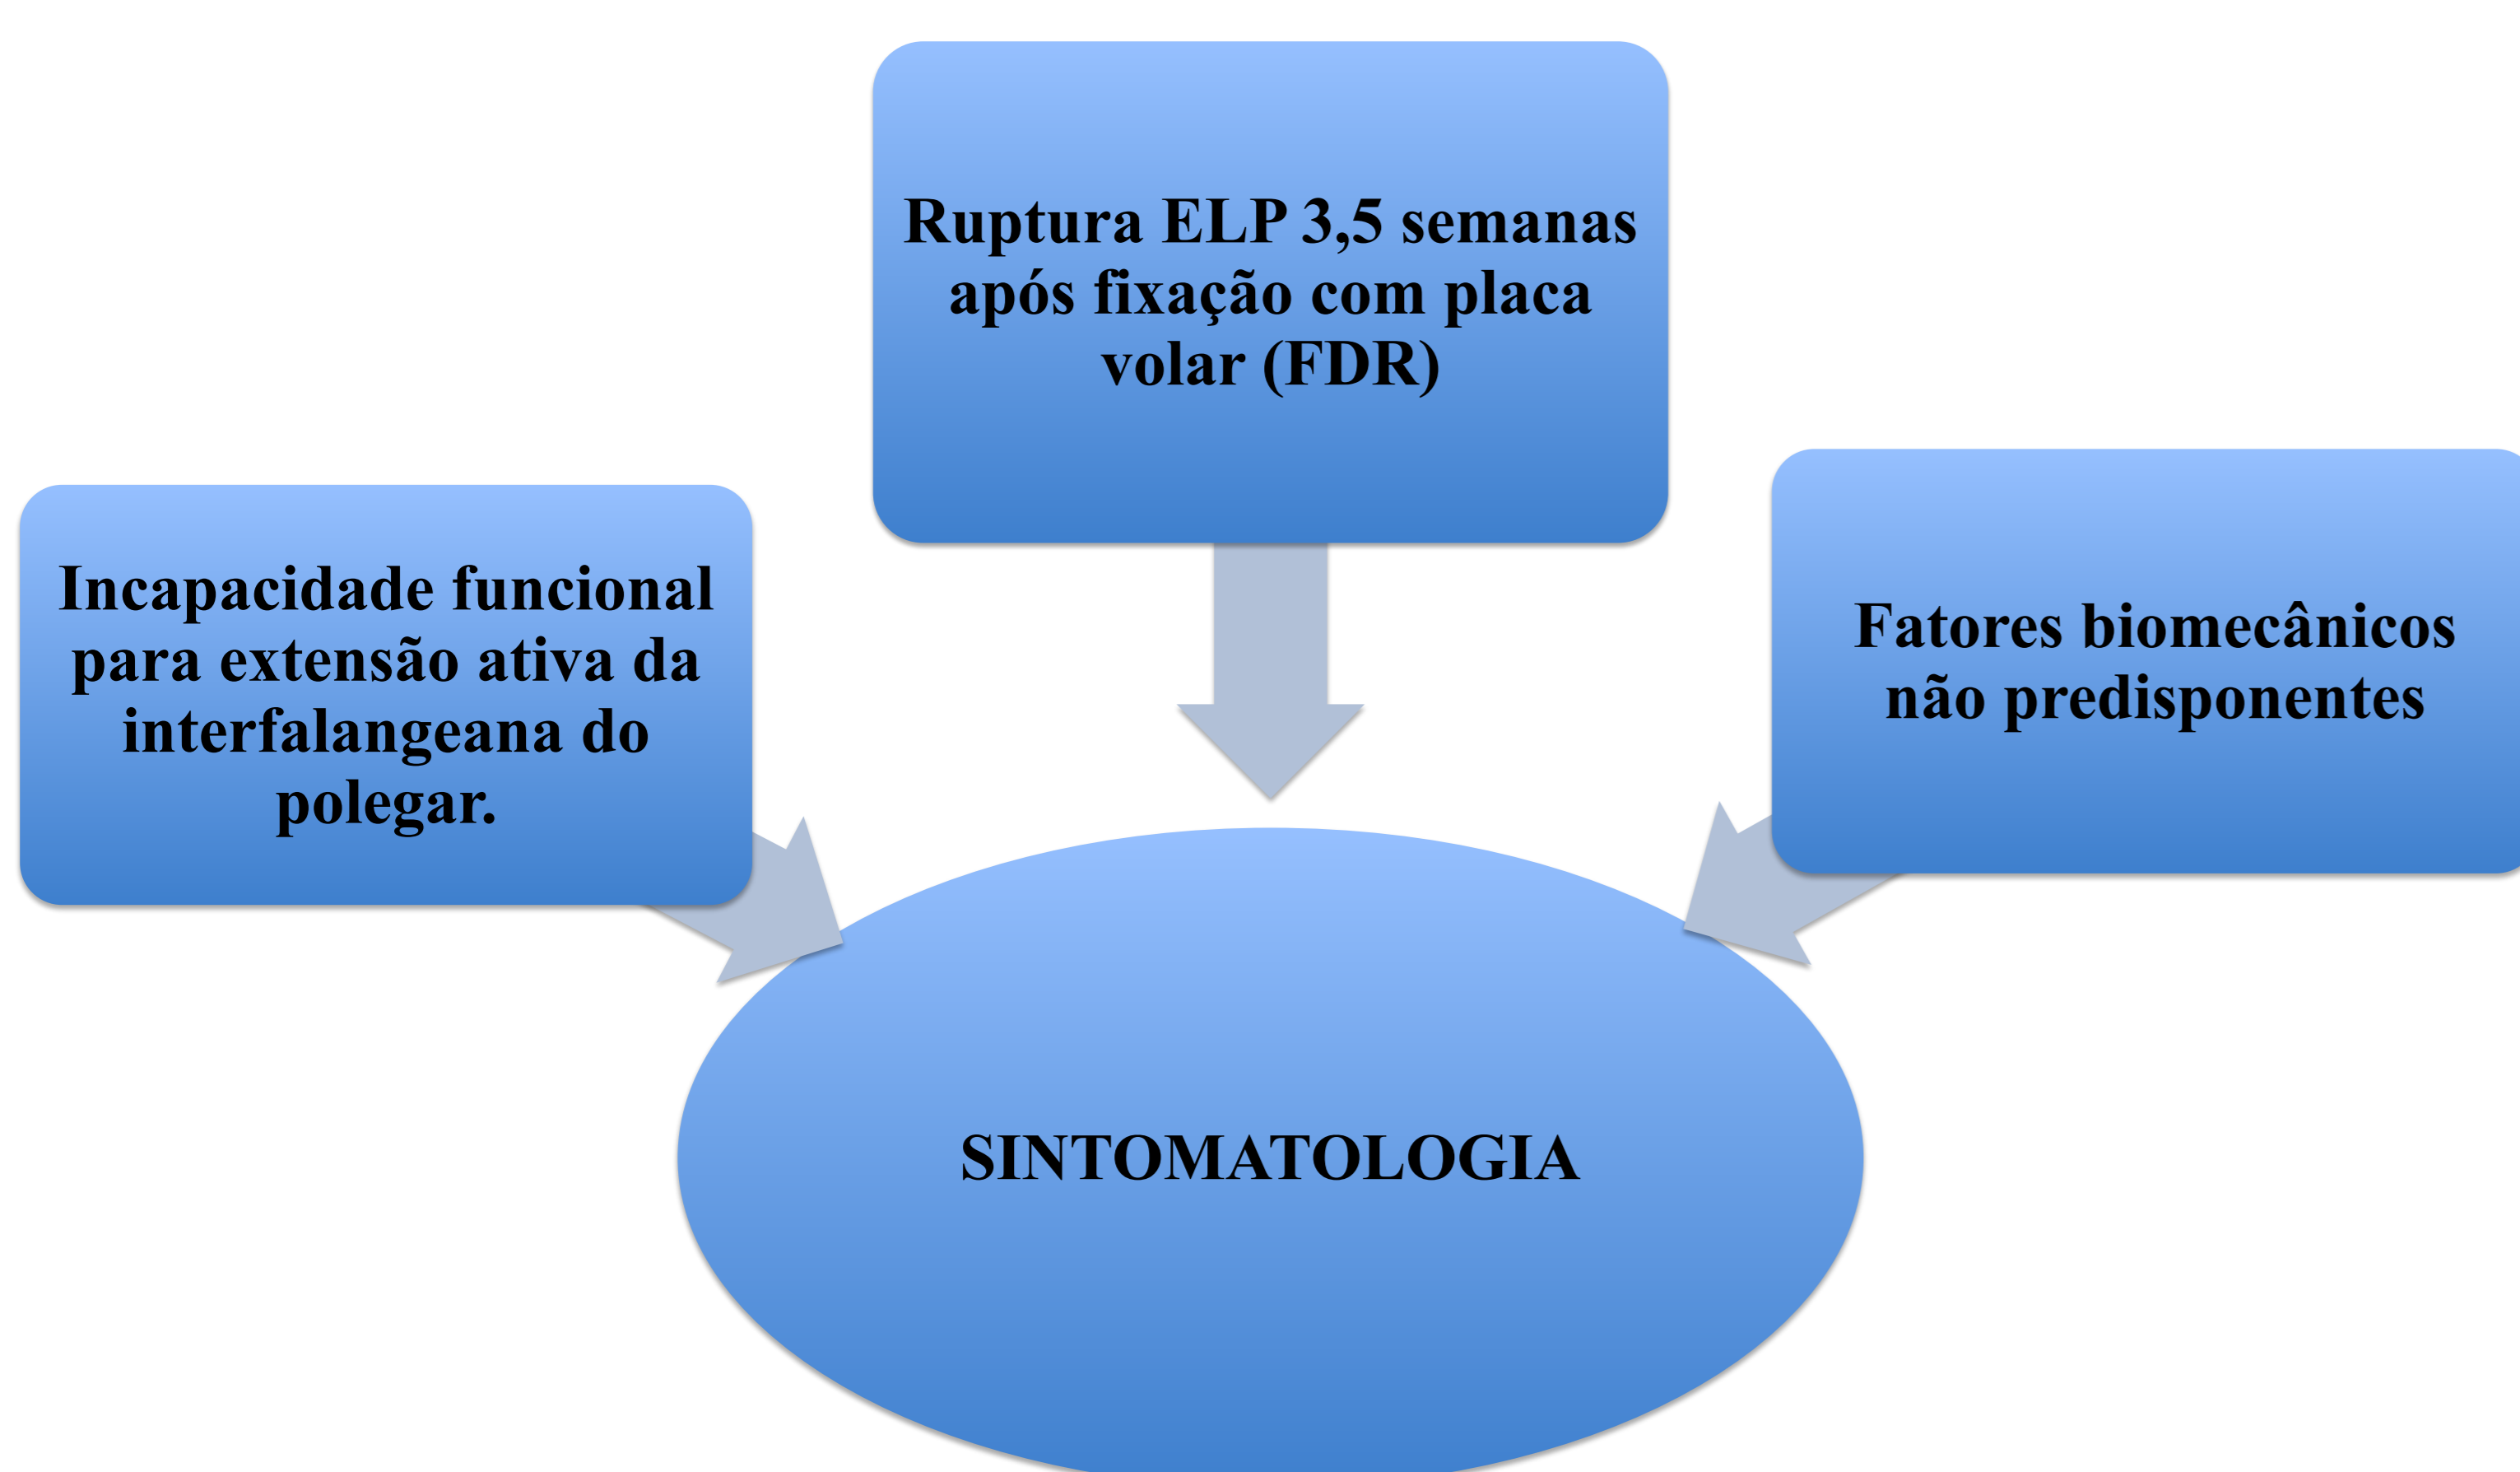 Ruptura ELP 3,5 semanas
após fixação com placa
volar (FDR)
Incapacidade funcional
para extensão ativa da
interfalangeana do
polegar.
Fatores biomecânicos
não predisponentes
SINTOMATOLOGIA